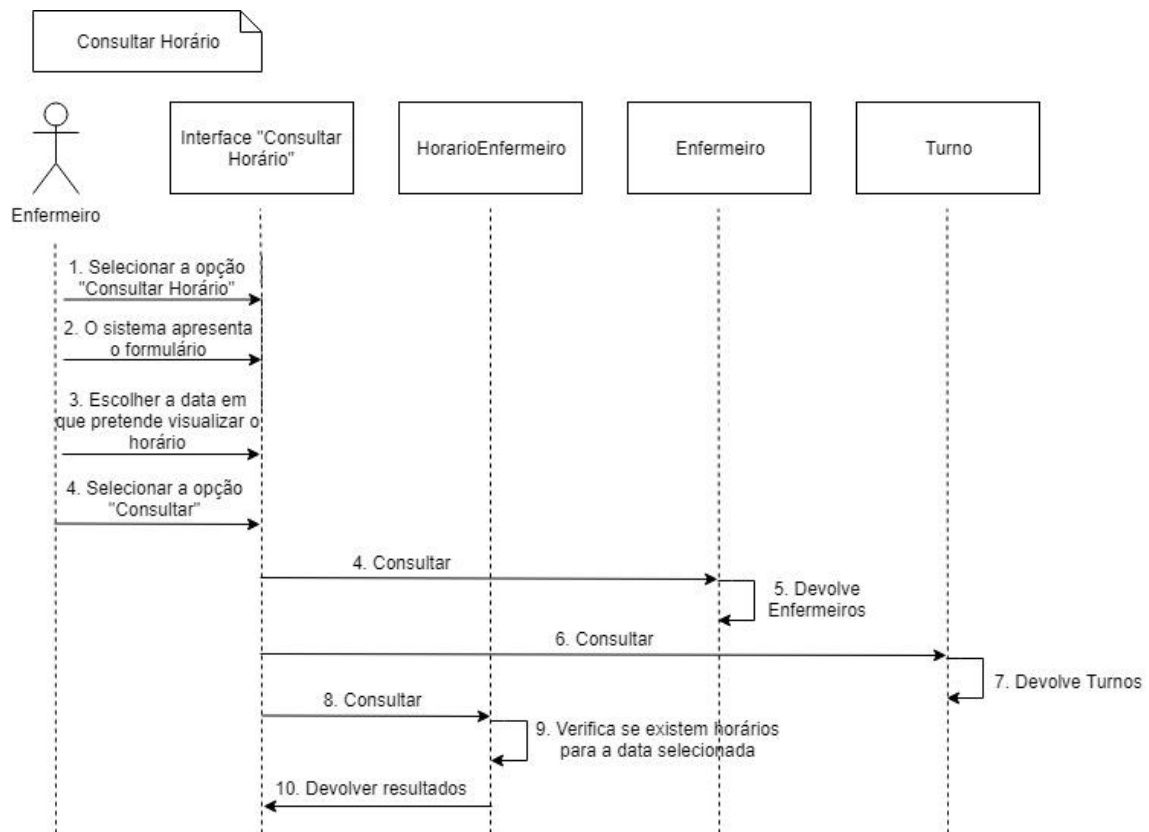 Consultar Horário
Interface "Consultar
Horário"
HorarioEnfermeiro
Enfermeiro
Turno
Enfermeiro
1. Selecionar a opção
"Consultar Horário"
2. O sistema apresenta
o formulário
3. Escolher a data em
que pretende visualizar o
horário
4. Selecionar a opção
"Consultar"
4. Consultar
5. Devolve
Enfermeiros
6. Consultar
7. Devolve Turnos
8. Consultar
9. Verifica se existem horários
para a data selecionada
10. Devolver resultados